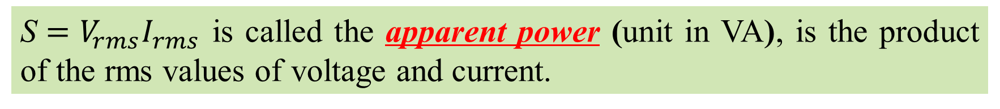 S = V_rms I_rms is called the apparent power (unit in VA), is the product
of the rms values of voltage and current.